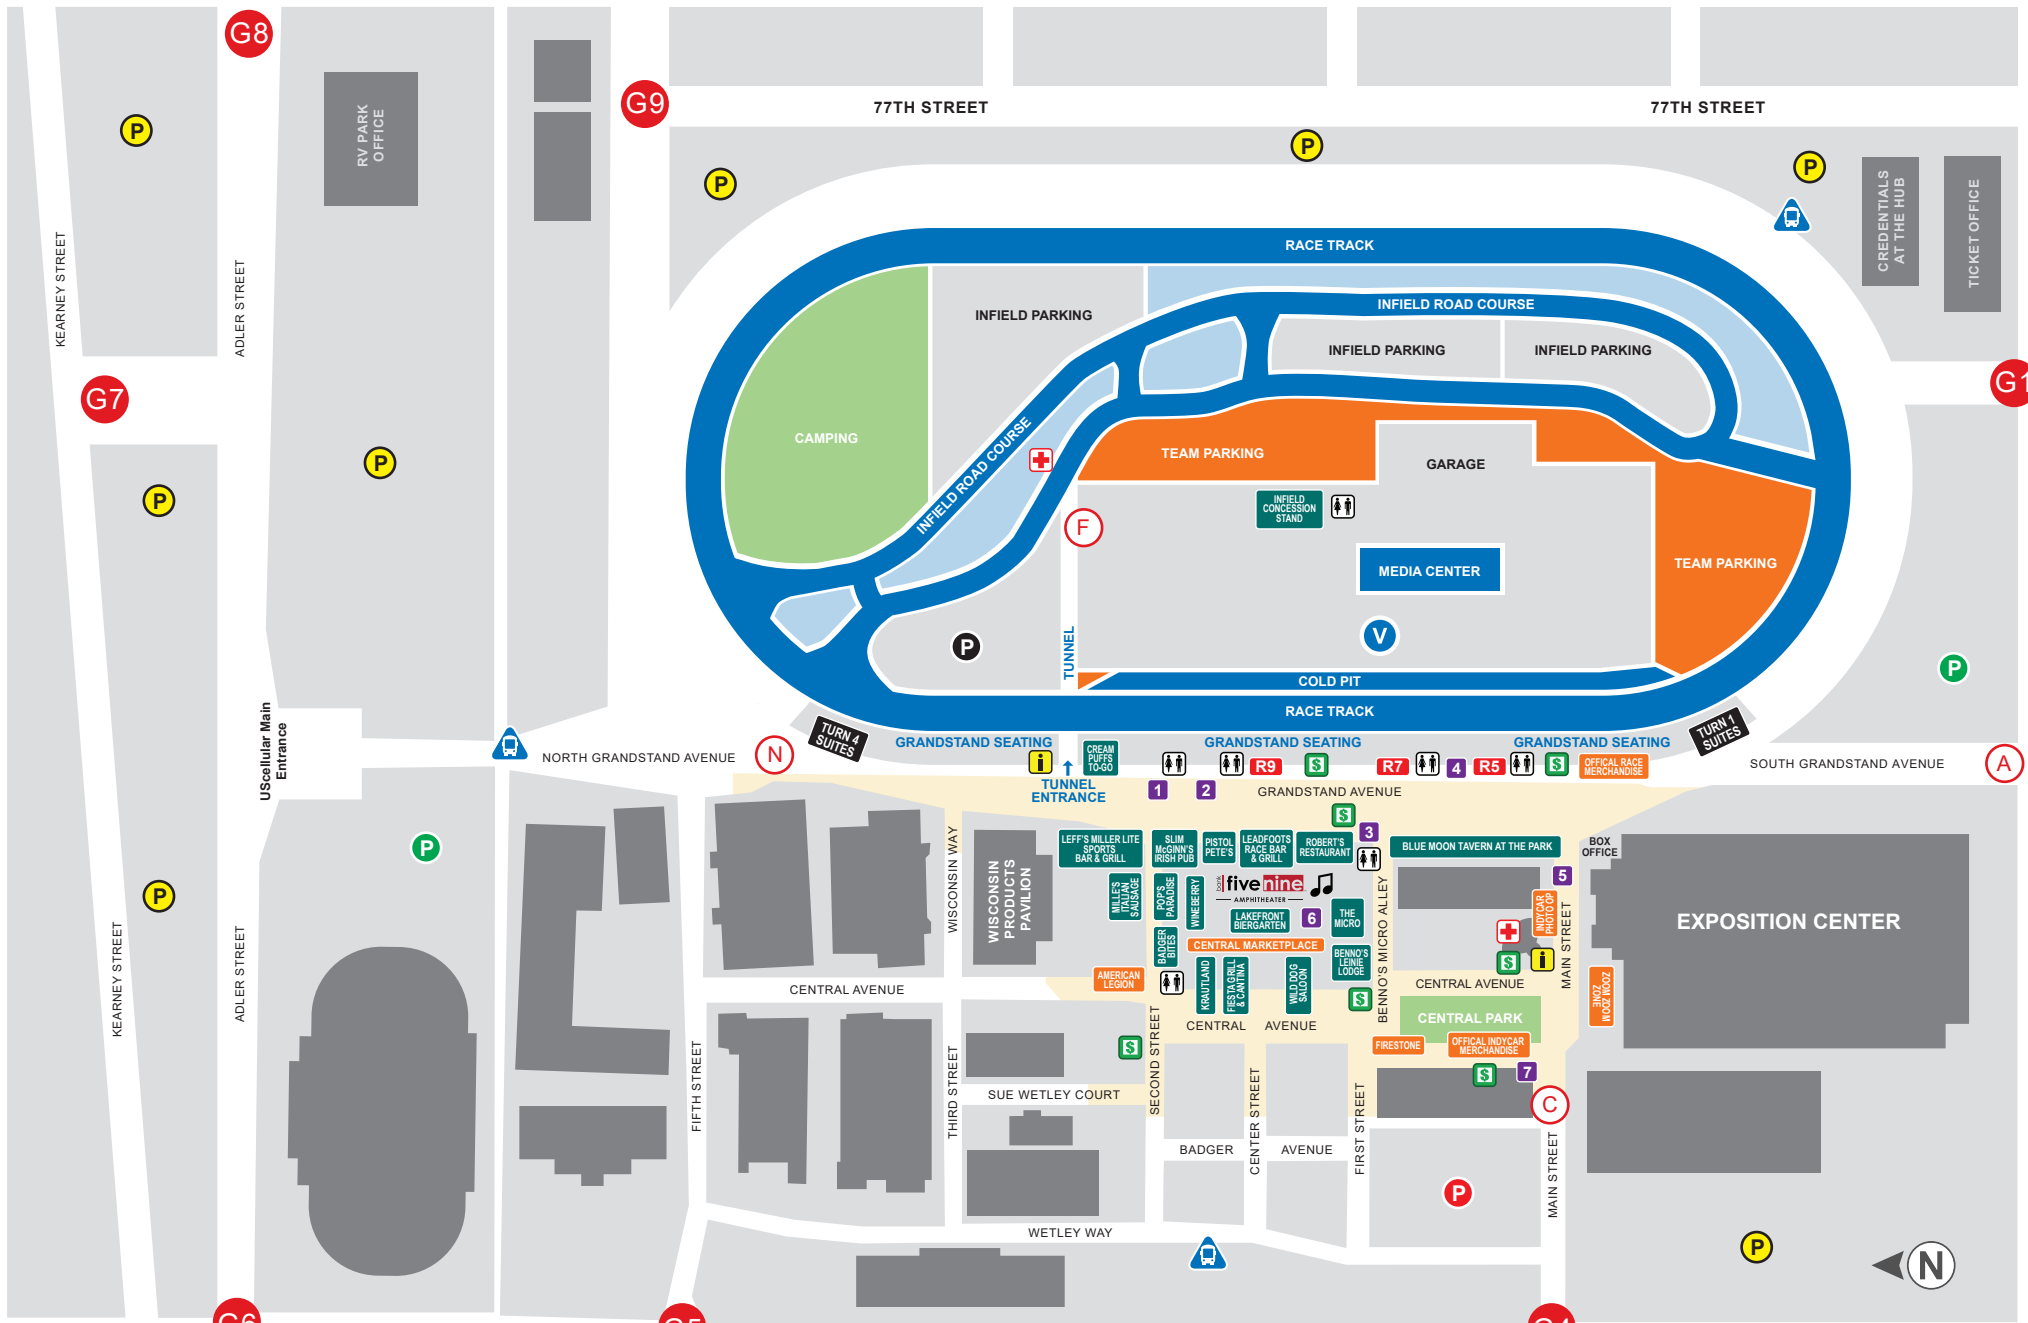 G8
G9
P
RV PARK
OFFICE
77TH STREET
77TH STREET
P
P
P
CREDENTIALS
AT THE HUB
TICKET OFFICE
KEARNEY STREET
ADLER STREET
G7
G1
P
P
RACE TRACK
INFIELD PARKING
INFIELD ROAD COURSE
INFIELD PARKING
INFIELD PARKING
CAMPING
INFIELD ROAD COURSE
TEAM PARKING
GARAGE
INFIELD
CONCESSION
STAND
F
MEDIA CENTER
TEAM PARKING
V
P
TUNNEL
COLD PIT
RACE TRACK
P
USCellular Main
Entrance
NORTH GRANDSTAND AVENUE
N
TURN 4
SUITES
GRANDSTAND SEATING
GRANDSTAND SEATING
GRANDSTAND SEATING
TURN 1
SUITES
i
TUNNEL
ENTRANCE
CREAM
PUFFS
TO-GO
1
2
R9
$
R7
4
R5
$
OFFICAL RACE
MERCHANDISE
SOUTH GRANDSTAND AVENUE
A
GRANDSTAND AVENUE
P
P
WISCONSIN WAY
WISCONSIN
PRODUCTS
PAVILION
LEFF'S MILLER LITE
SPORTS
BAR & GRILL
SLIM
McGINN'S
IRISH PUB
PISTOL
PETE'S
LEADFOOTS
RACE BAR
& GRILL
ROBERT'S
RESTAURANT
$
3
BLUE MOON TAVERN AT THE PARK
BOX
OFFICE
MILLE'S
ITALIAN
SAUSAGE
POP'S
PARADISE
WINEBERRY
bank
five nine
AMPHITHEATER
LAKEFRONT
BIERGARTEN
6
THE
MICRO
BENNO'S MICRO ALLEY
5
INDYCAR
PHOTO OP
MAIN STREET
EXPOSITION CENTER
BADGER
BITES
CENTRAL MARKETPLACE
BENNO'S
LEINIE
LODGE
$
i
AMERICAN
LEGION
KRAUTLAND
FIESTA GRILL
& CANTINA
WILD DOG
SALOON
$
CENTRAL AVENUE
ZOOM ZOOM
ZONE
CENTRAL AVENUE
CENTRAL AVENUE
CENTRAL PARK
FIRESTONE
OFFICAL INDYCAR
MERCHANDISE
$
7
C
KEARNEY STREET
ADLER STREET
FIFTH STREET
THIRD STREET
$
SECOND STREET
SUE WETLEY COURT
CENTER STREET
FIRST STREET
BADGER AVENUE
MAIN STREET
P
WETLEY WAY
P
N
G6
G5
G4